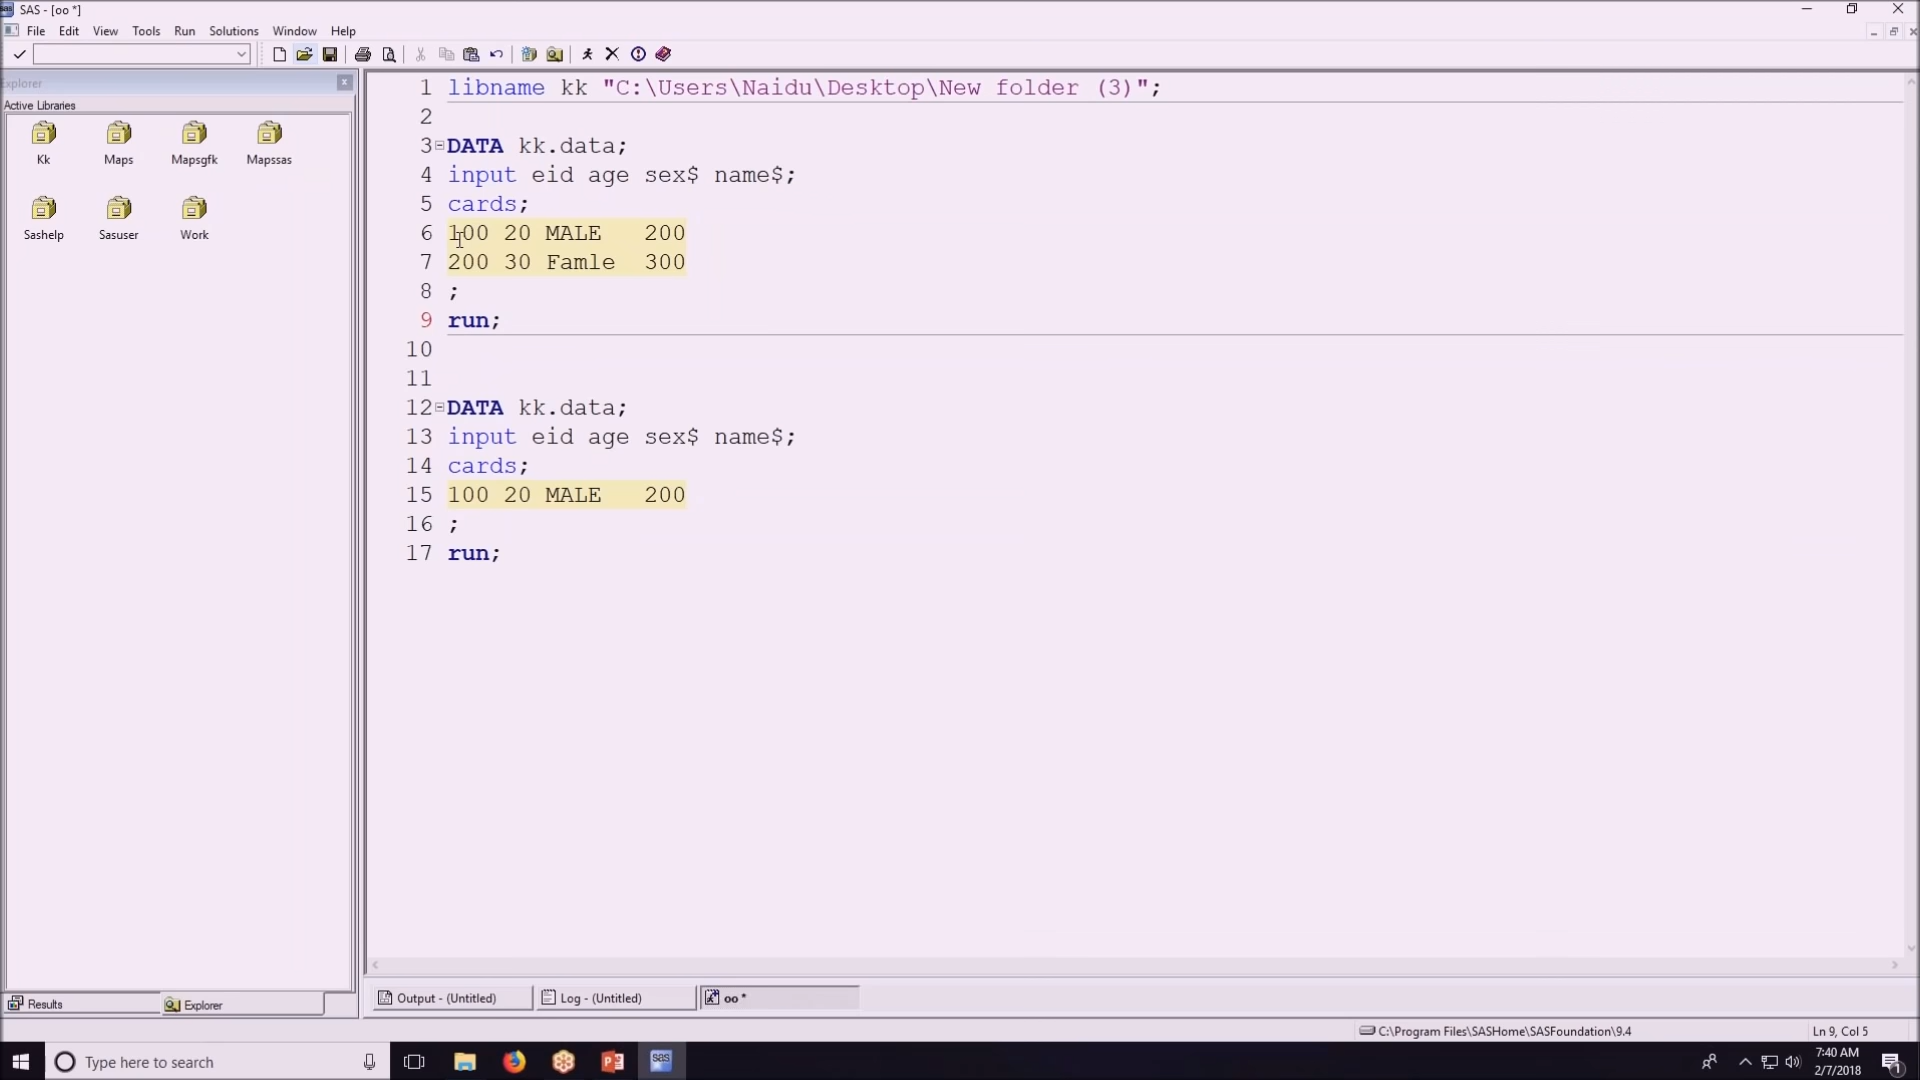 SAS - [oo *]
File Edit View Tools Run Solutions Window Help
Explorer
Active Libraries
Kk Maps Mapsgfk Mapssas
Sashelp Sasuser Work
1 libname kk "C:\Users\Naidu\Desktop\New folder (3)";
2
3 DATA kk.data;
4 input eid age sex$ name$;
5 cards;
6 100 20 MALE 200
7 200 30 Famle 300
8 ;
9 run;
10
11
12 DATA kk.data;
13 input eid age sex$ name$;
14 cards;
15 100 20 MALE 200
16 ;
17 run;
Results Explorer
Output - (Untitled) Log - (Untitled) oo *
C:\Program Files\SASHome\SASFoundation\9.4 Ln 9, Col 5
Type here to search
sas
7:40 AM
2/7/2018
1